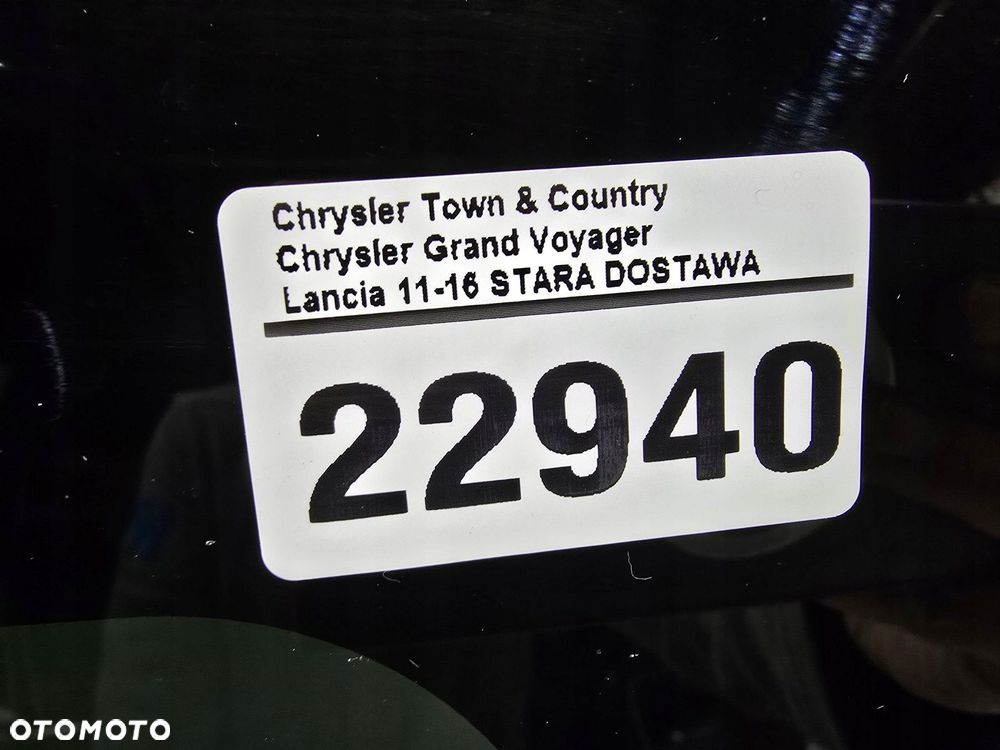 Chrysler Town & Country
Chrysler Grand Voyager
Lancia 11-16 STARA DOSTAWA
22940
OTOMOTO